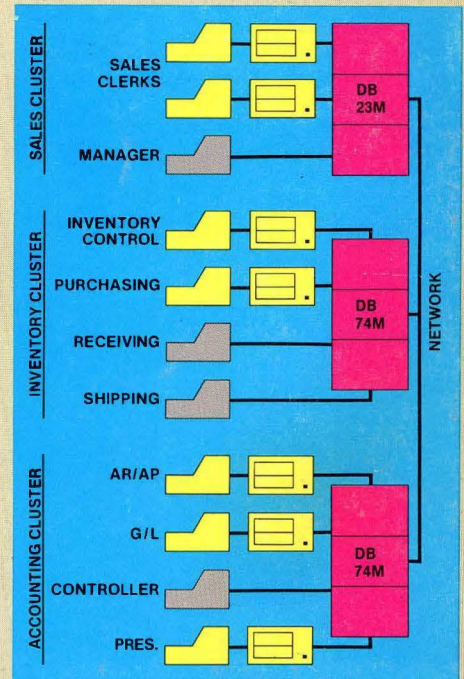 SALES CLUSTER
SALES
CLERKS
MANAGER
DB
23M
INVENTORY CLUSTER
INVENTORY
CONTROL
PURCHASING
RECEIVING
SHIPPING
DB
74M
NETWORK
ACCOUNTING CLUSTER
AR/AP
G/L
CONTROLLER
PRES.
DB
74M